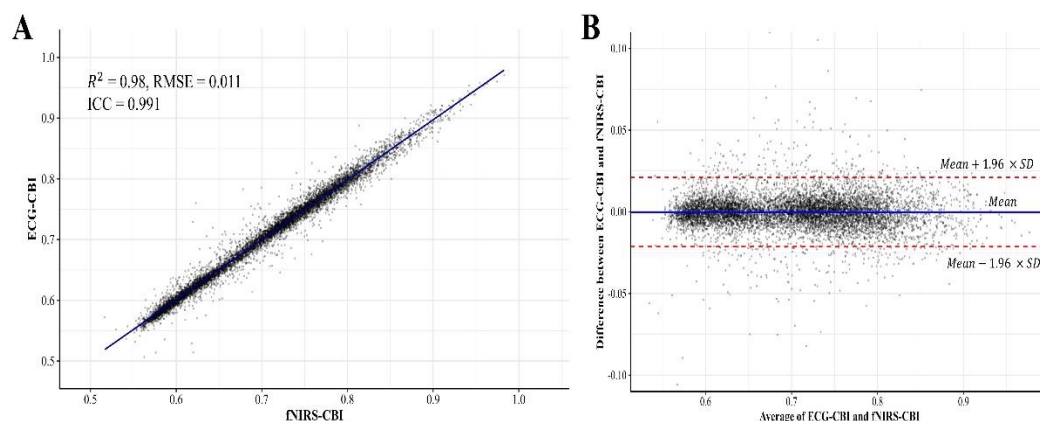 A
R² = 0.98, RMSE = 0.011
ICC = 0.991
ECG-CBI
1.0
0.9
0.8
0.7
0.6
0.5
0.5 0.6 0.7 0.8 0.9 1.0
fNIRS-CBI
B
Difference between ECG-CBI and fNIRS-CBI
0.10
0.05
0.00
-0.05
-0.10
Mean + 1.96 × SD
Mean
Mean − 1.96 × SD
0.6 0.7 0.8 0.9
Average of ECG-CBI and fNIRS-CBI